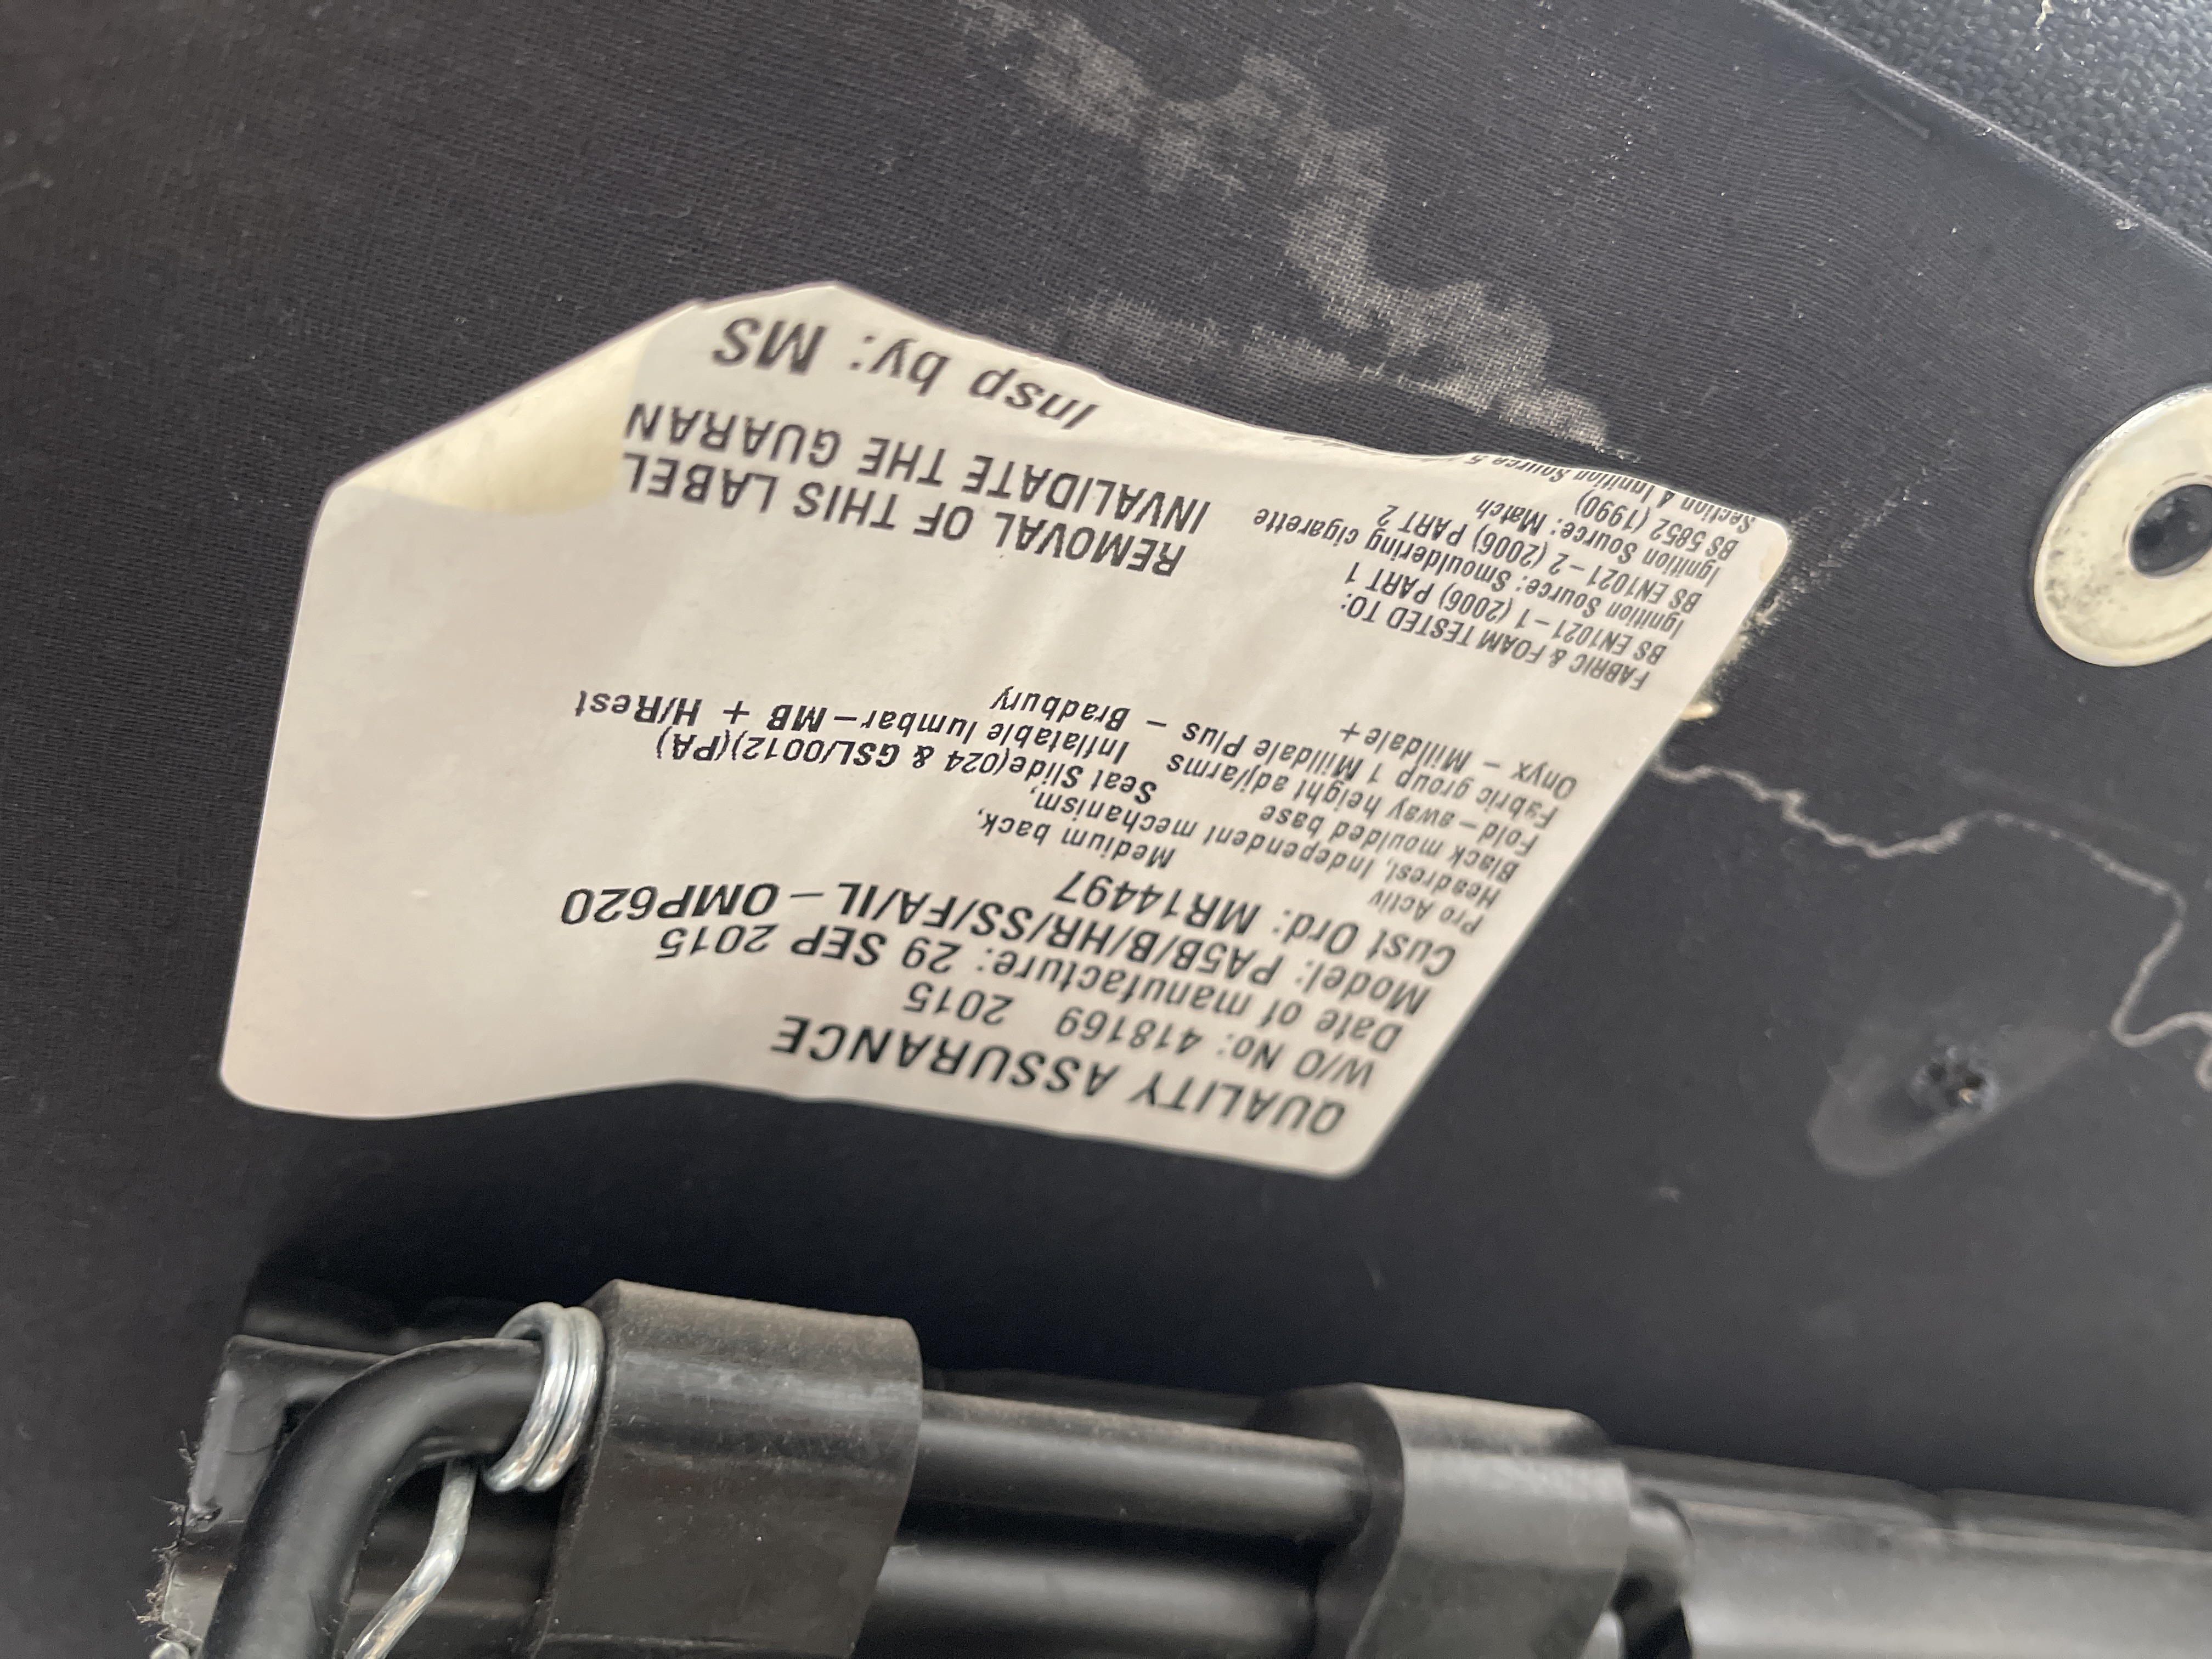 QUALITY ASSURANCE
W/O No: 418169 2015
Date of manufacture: 29 SEP 2015
Model: PA5B/B/HR/SS/FA/IL-OMP620
Cust Ord: MR14497
Pro Activ Medium back,
Headrest, Independent mechanism,
Black moulded base Seat Slide(024 & GSL/0012)(PA)
Fold-away height adj/arms Inflatable lumbar-MB + H/Rest
Fabric group 1 Milldale Plus - Bradbury
Onyx - Milldale+
FABRIC & FOAM TESTED TO:
BS EN1021-1 (2006) PART 1
Ignition Source: Smouldering cigarette
BS EN1021-2 (2006) PART 2
Ignition Source: Match
BS 5852 (1990)
Section 4 Ignition Source 5
REMOVAL OF THIS LABEL
INVALIDATE THE GUARAN
Insp by: MS